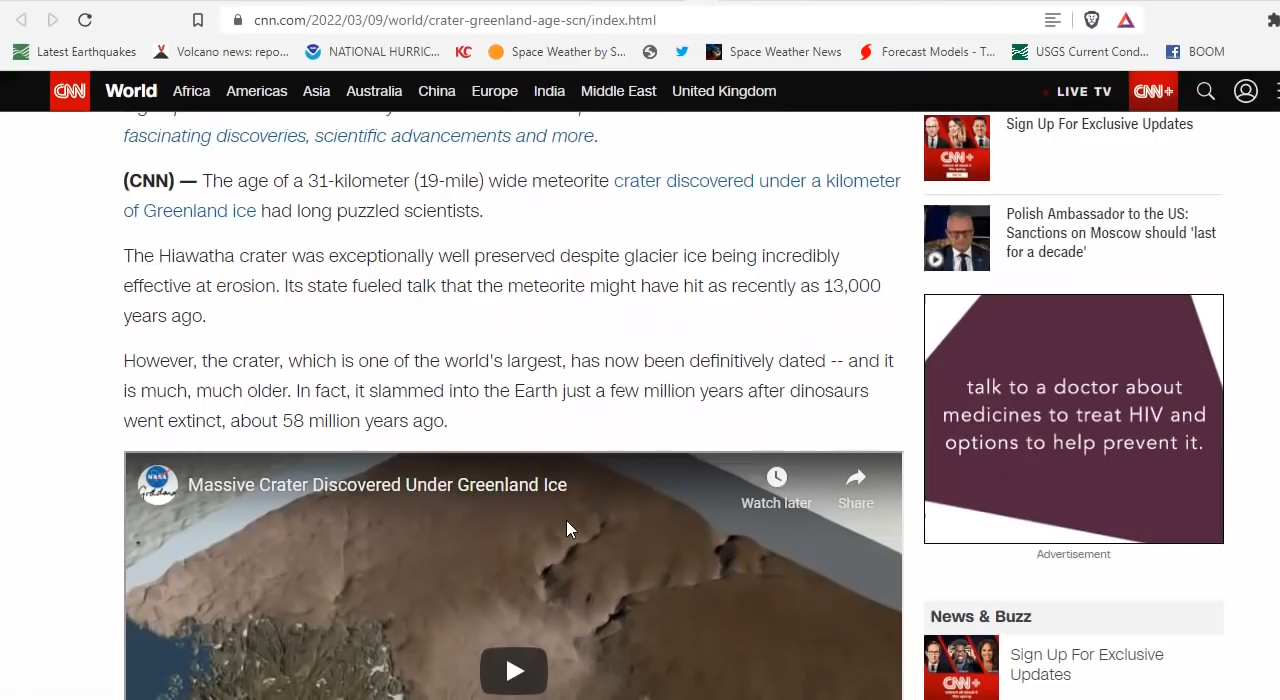 cnn.com/2022/03/09/world/crater-greenland-age-scn/index.html
Latest Earthquakes Volcano news: repo... NATIONAL HURRIC... KC Space Weather by S... Space Weather News Forecast Models - T... USGS Current Cond... BOOM
CNN World Africa Americas Asia Australia China Europe India Middle East United Kingdom LIVE TV CNN+
fascinating discoveries, scientific advancements and more.
(CNN) — The age of a 31-kilometer (19-mile) wide meteorite crater discovered under a kilometer
of Greenland ice had long puzzled scientists.
The Hiawatha crater was exceptionally well preserved despite glacier ice being incredibly
effective at erosion. Its state fueled talk that the meteorite might have hit as recently as 13,000
years ago.
However, the crater, which is one of the world's largest, has now been definitively dated -- and it
is much, much older. In fact, it slammed into the Earth just a few million years after dinosaurs
went extinct, about 58 million years ago.
NASA
Goddard
Massive Crater Discovered Under Greenland Ice
Watch later Share
CNN+
Sign Up For Exclusive Updates
Polish Ambassador to the US:
Sanctions on Moscow should 'last
for a decade'
talk to a doctor about
medicines to treat HIV and
options to help prevent it.
Advertisement
News & Buzz
CNN+
Sign Up For Exclusive
Updates